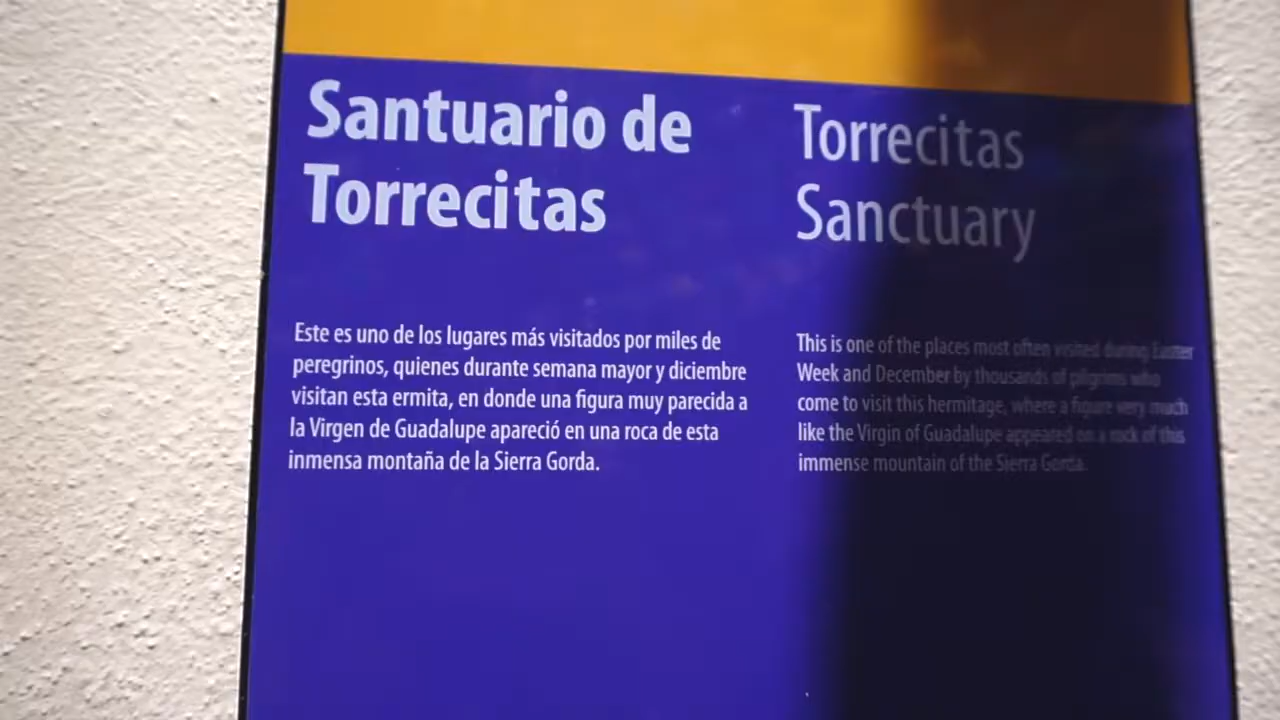 Santuario de
Torrecitas
Este es uno de los lugares más visitados por miles de
peregrinos, quienes durante semana mayor y diciembre
visitan esta ermita, en donde una figura muy parecida a
la Virgen de Guadalupe apareció en una roca de esta
inmensa montaña de la Sierra Gorda.
Torrecitas
Sanctuary
This is one of the places most often visited during Easter
Week and December by thousands of pilgrims who
come to visit this hermitage, where a figure very much
like the Virgin of Guadalupe appeared on a rock of this
immense mountain of the Sierra Gorda.